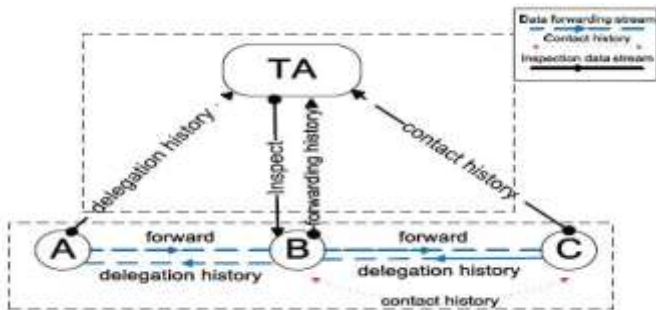 Data forwarding stream
Contact history
Inspection data stream
TA
delegation history
Inspect
forwarding history
contact history
A
forward
B
forward
C
delegation history
delegation history
contact history